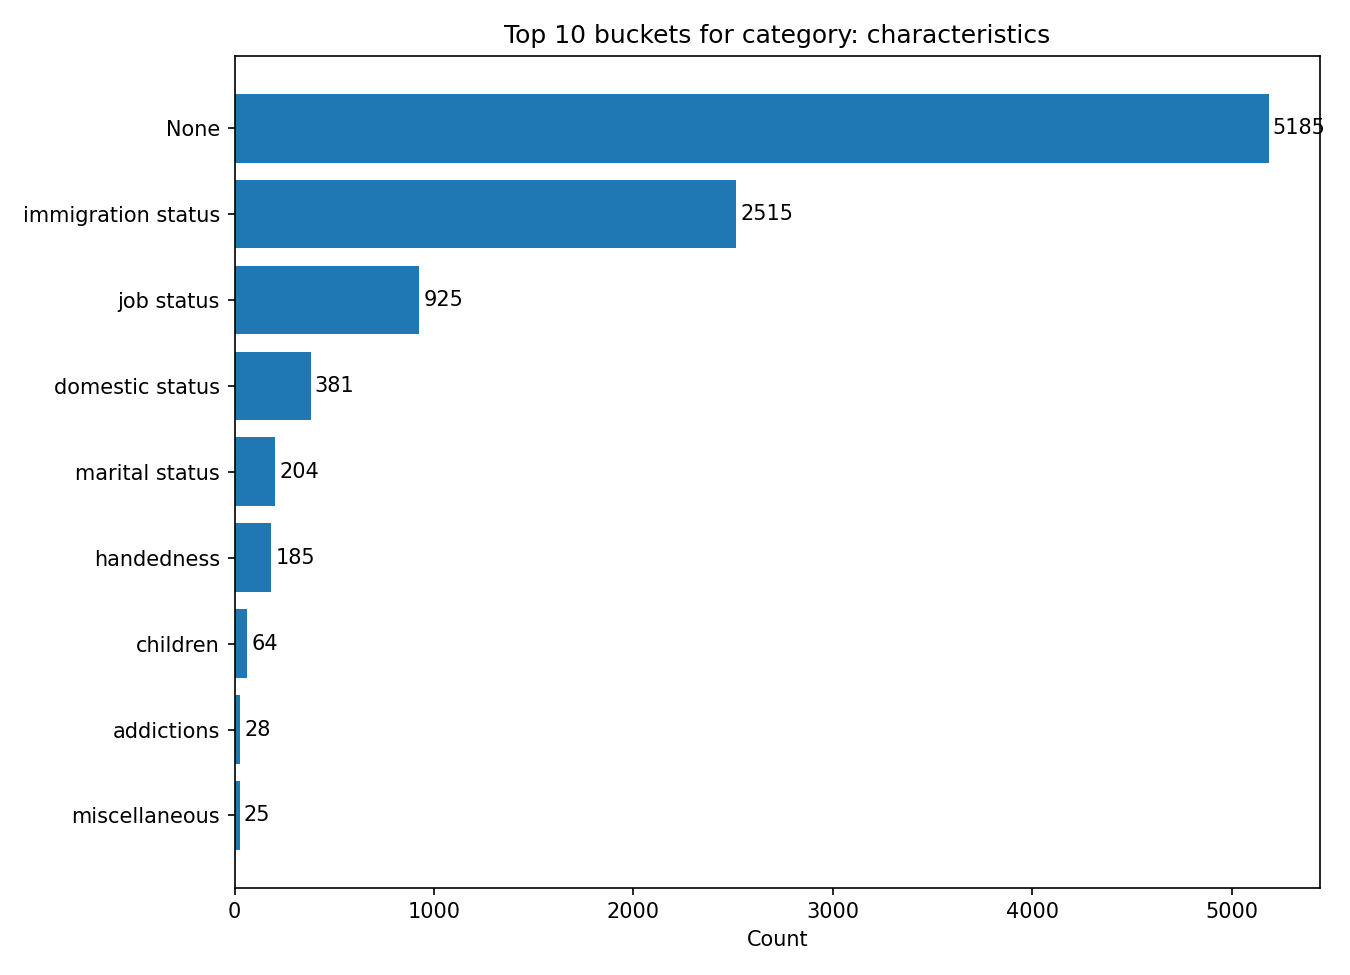 Top 10 buckets for category: characteristics
None 5185
immigration status 2515
job status 925
domestic status 381
marital status 204
handedness 185
children 64
addictions 28
miscellaneous 25
0 1000 2000 3000 4000 5000
Count